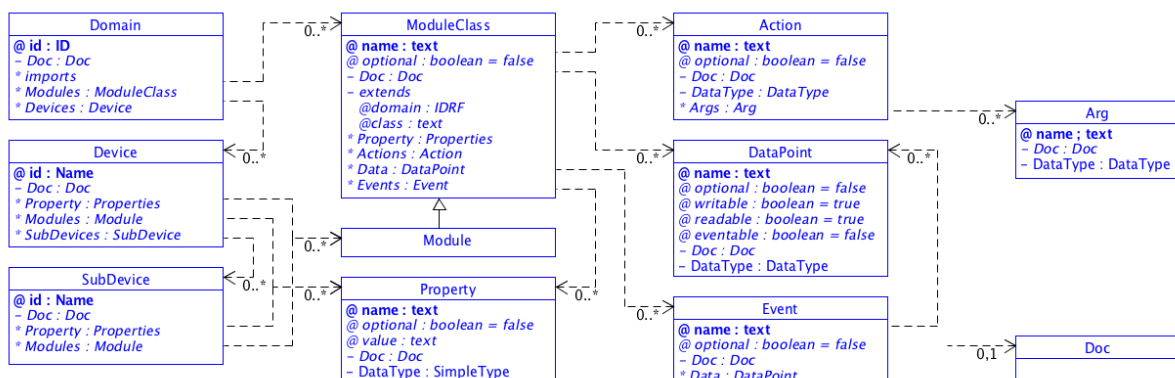 Domain
@ id : ID
- Doc : Doc
* imports
* Modules : ModuleClass
* Devices : Device
0..*
Device
@ id : Name
- Doc : Doc
* Property : Properties
* Modules : Module
* SubDevices : SubDevice
0..*
SubDevice
@ id : Name
- Doc : Doc
* Property : Properties
* Modules : Module
0..*
ModuleClass
@ name : text
@ optional : boolean = false
- Doc : Doc
- extends
@domain : IDRF
@class : text
* Property : Properties
* Actions : Action
* Data : DataPoint
* Events : Event
0..*
Module
0..*
Property
@ name : text
@ optional : boolean = false
@ value : text
- Doc : Doc
- DataType : SimpleType
0..*
0..*
Action
@ name : text
@ optional : boolean = false
- Doc : Doc
- DataType : DataType
* Args : Arg
0..*
DataPoint
@ name : text
@ optional : boolean = false
@ writable : boolean = true
@ readable : boolean = true
@ eventable : boolean = false
- Doc : Doc
- DataType : DataType
0..*
0..*
Event
@ name : text
@ optional : boolean = false
- Doc : Doc
* Data : DataPoint
0..*
Arg
@ name ; text
- Doc : Doc
- DataType : DataType
0,1
Doc